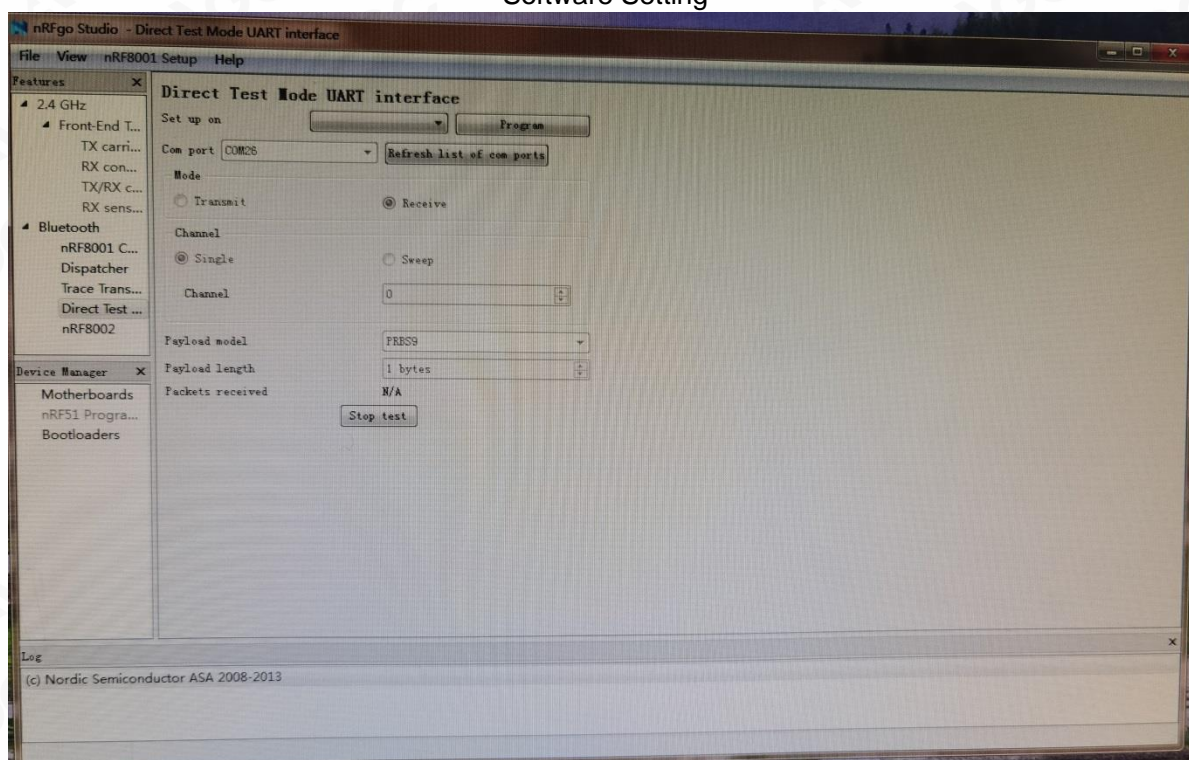 Software Setting
nRFgo Studio - Direct Test Mode UART interface
File View nRF8001 Setup Help
Features
2.4 GHz
Front-End T...
TX carri...
RX con...
TX/RX c...
RX sens...
Bluetooth
nRF8001 C...
Dispatcher
Trace Trans...
Direct Test ...
nRF8002
Device Manager
Motherboards
nRF51 Progra...
Bootloaders
Direct Test Mode UART interface
Set up on Program
Com port COM26 Refresh list of com ports
Mode
Transmit Receive
Channel
Single Sweep
Channel 0
Payload model PRBS9
Payload length 1 bytes
Packets received N/A
Stop test
Log
(c) Nordic Semiconductor ASA 2008-2013